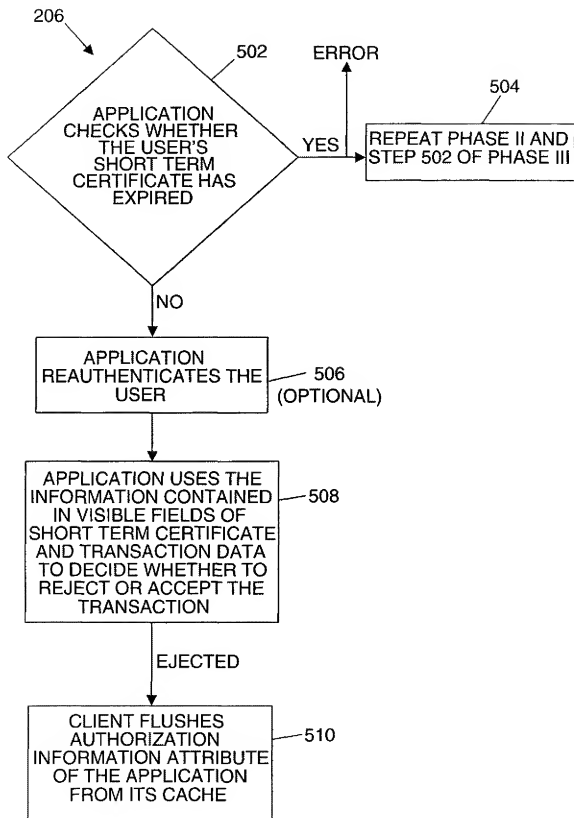 206
502
ERROR
504
APPLICATION
CHECKS WHETHER
THE USER'S
SHORT TERM
CERTIFICATE HAS
EXPIRED
YES
REPEAT PHASE II AND
STEP 502 OF PHASE III
NO
APPLICATION
REAUTHENTICATES THE
USER
506
(OPTIONAL)
APPLICATION USES THE
INFORMATION CONTAINED
IN VISIBLE FIELDS OF
SHORT TERM CERTIFICATE
AND TRANSACTION DATA
TO DECIDE WHETHER TO
REJECT OR ACCEPT THE
TRANSACTION
508
EJECTED
CLIENT FLUSHES
AUTHORIZATION
INFORMATION ATTRIBUTE
OF THE APPLICATION
FROM ITS CACHE
510